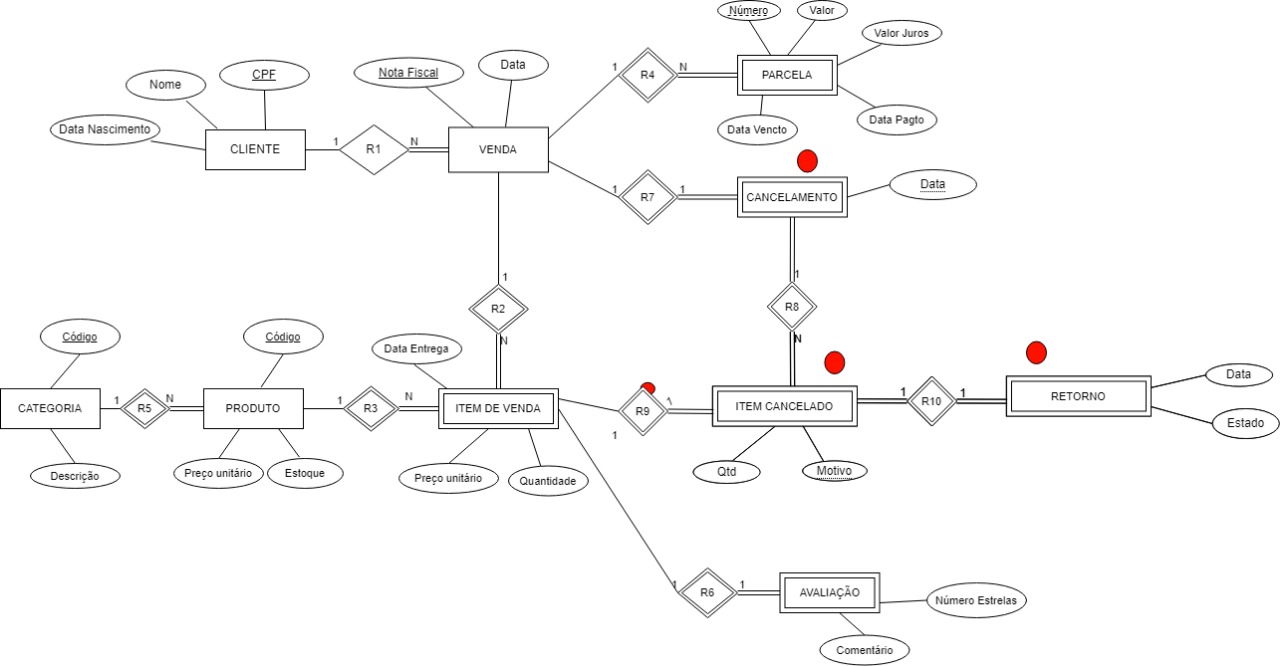 Número
Valor
Valor Juros
Data
Nota Fiscal
CPF
Nome
1
R4
N
PARCELA
Data Pagto
Data Vencto
Data Nascimento
CLIENTE
1
R1
N
VENDA
1
R7
1
CANCELAMENTO
Data
1
R2
N
1
R8
N
Código
Código
Data Entrega
Data
CATEGORIA
1
R5
N
PRODUTO
1
R3
N
ITEM DE VENDA
1
R9
1
ITEM CANCELADO
1
R10
1
RETORNO
Estado
Descrição
Preço unitário
Estoque
Preço unitário
Quantidade
Qtd
Motivo
1
R6
1
AVALIAÇÃO
Número Estrelas
Comentário